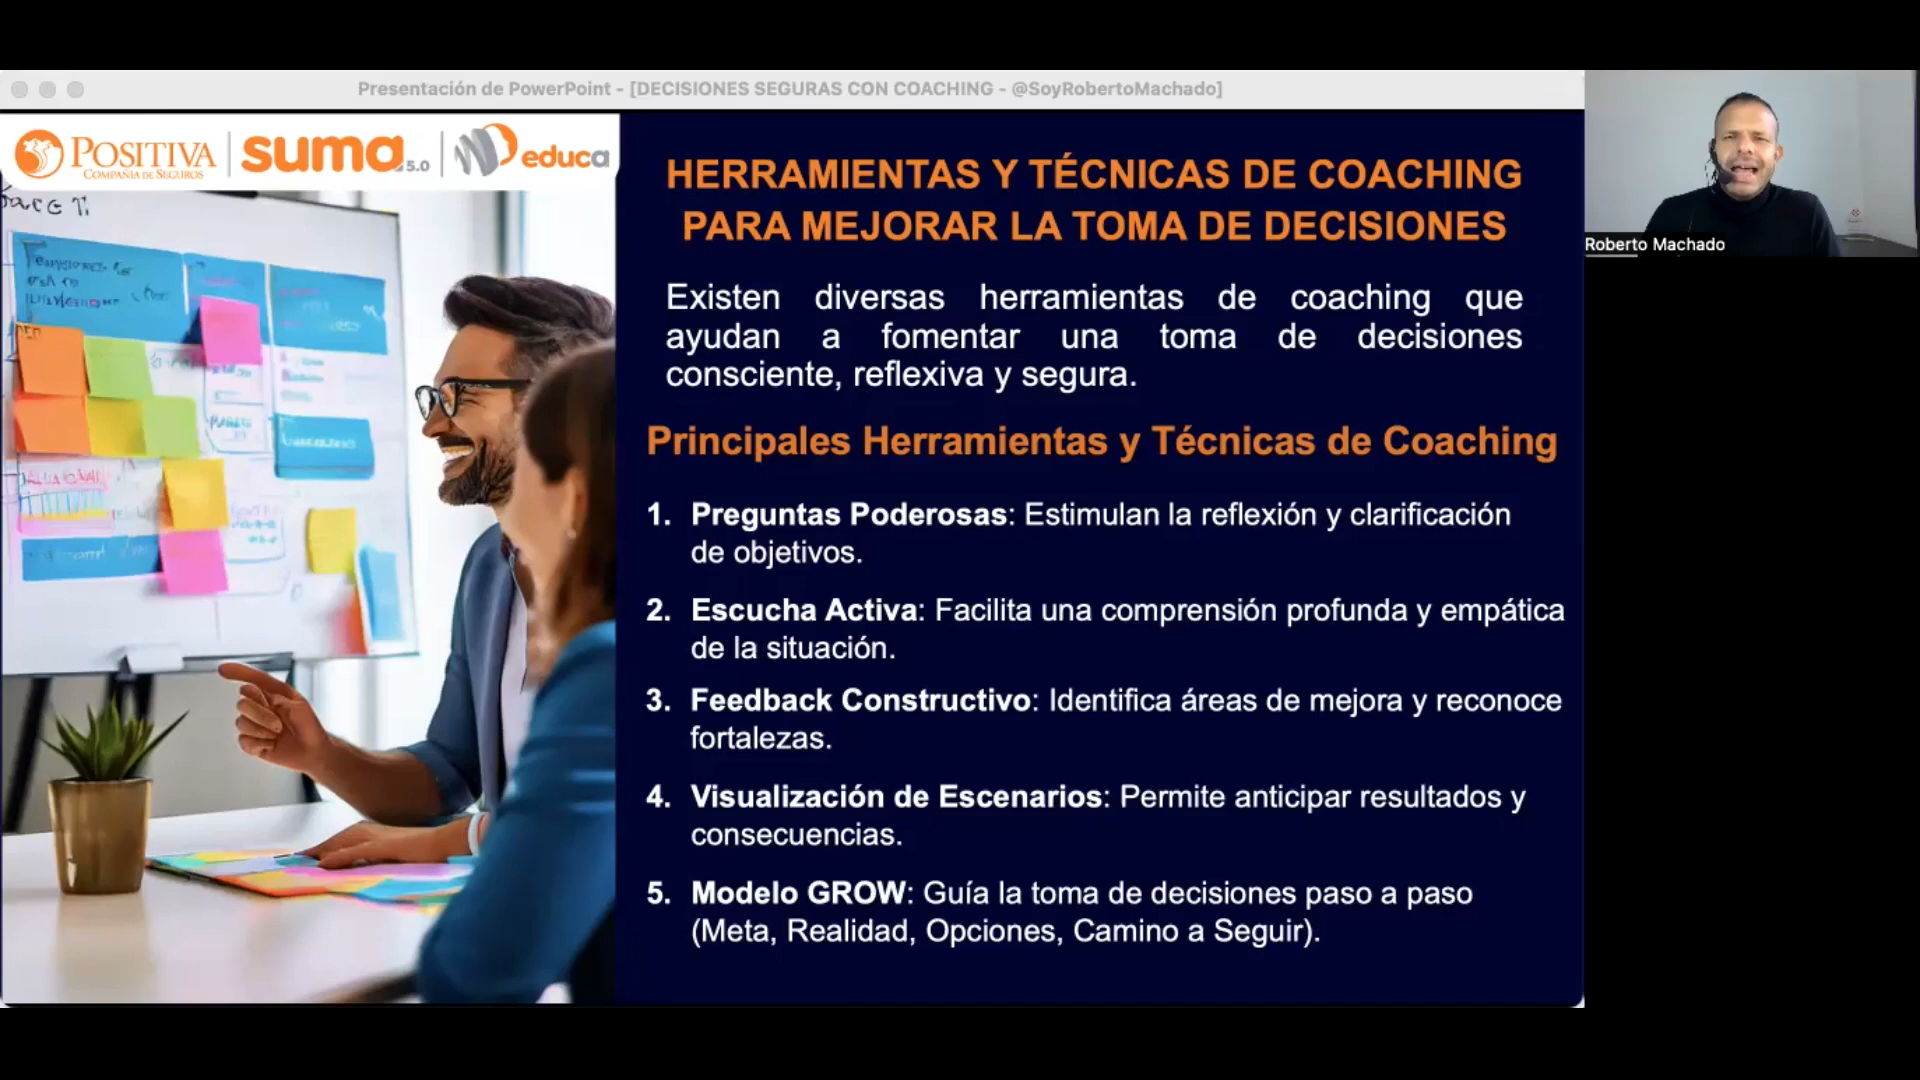 Presentación de PowerPoint - [DECISIONES SEGURAS CON COACHING - @SoyRobertoMachado]
POSITIVA
COMPAÑIA DE SEGUROS
suma 5.0
educa
HERRAMIENTAS Y TÉCNICAS DE COACHING
PARA MEJORAR LA TOMA DE DECISIONES
Existen diversas herramientas de coaching que
ayudan a fomentar una toma de decisiones
consciente, reflexiva y segura.
Principales Herramientas y Técnicas de Coaching
1. Preguntas Poderosas: Estimulan la reflexión y clarificación
de objetivos.
2. Escucha Activa: Facilita una comprensión profunda y empática
de la situación.
3. Feedback Constructivo: Identifica áreas de mejora y reconoce
fortalezas.
4. Visualización de Escenarios: Permite anticipar resultados y
consecuencias.
5. Modelo GROW: Guía la toma de decisiones paso a paso
(Meta, Realidad, Opciones, Camino a Seguir).
Roberto Machado